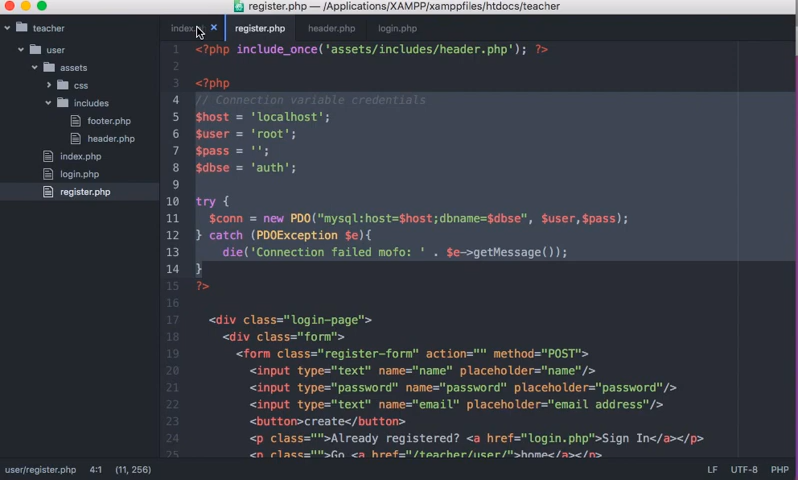 register.php — /Applications/XAMPP/xamppfiles/htdocs/teacher
teacher
user
assets
css
includes
footer.php
header.php
index.php
login.php
register.php
register.php
header.php
login.php
1 <?php include_once('assets/includes/header.php'); ?>
2
3 <?php
4 // Connection variable credentials
5 $host = 'localhost';
6 $user = 'root';
7 $pass = '';
8 $dbse = 'auth';
9
10 try {
11 $conn = new PDO("mysql:host=$host;dbname=$dbse", $user,$pass);
12 } catch (PDOException $e){
13 die('Connection failed mofo: ' . $e->getMessage());
14 }
15 ?>
16
17 <div class="login-page">
18 <div class="form">
19 <form class="register-form" action="" method="POST">
20 <input type="text" name="name" placeholder="name"/>
21 <input type="password" name="password" placeholder="password"/>
22 <input type="text" name="email" placeholder="email address"/>
23 <button>create</button>
24 <p class="">Already registered? <a href="login.php">Sign In</a></p>
25 <p class="">Go <a href="/teacher/user/">home</a></p>
user/register.php 4:1 (11, 256)
LF UTF-8 PHP